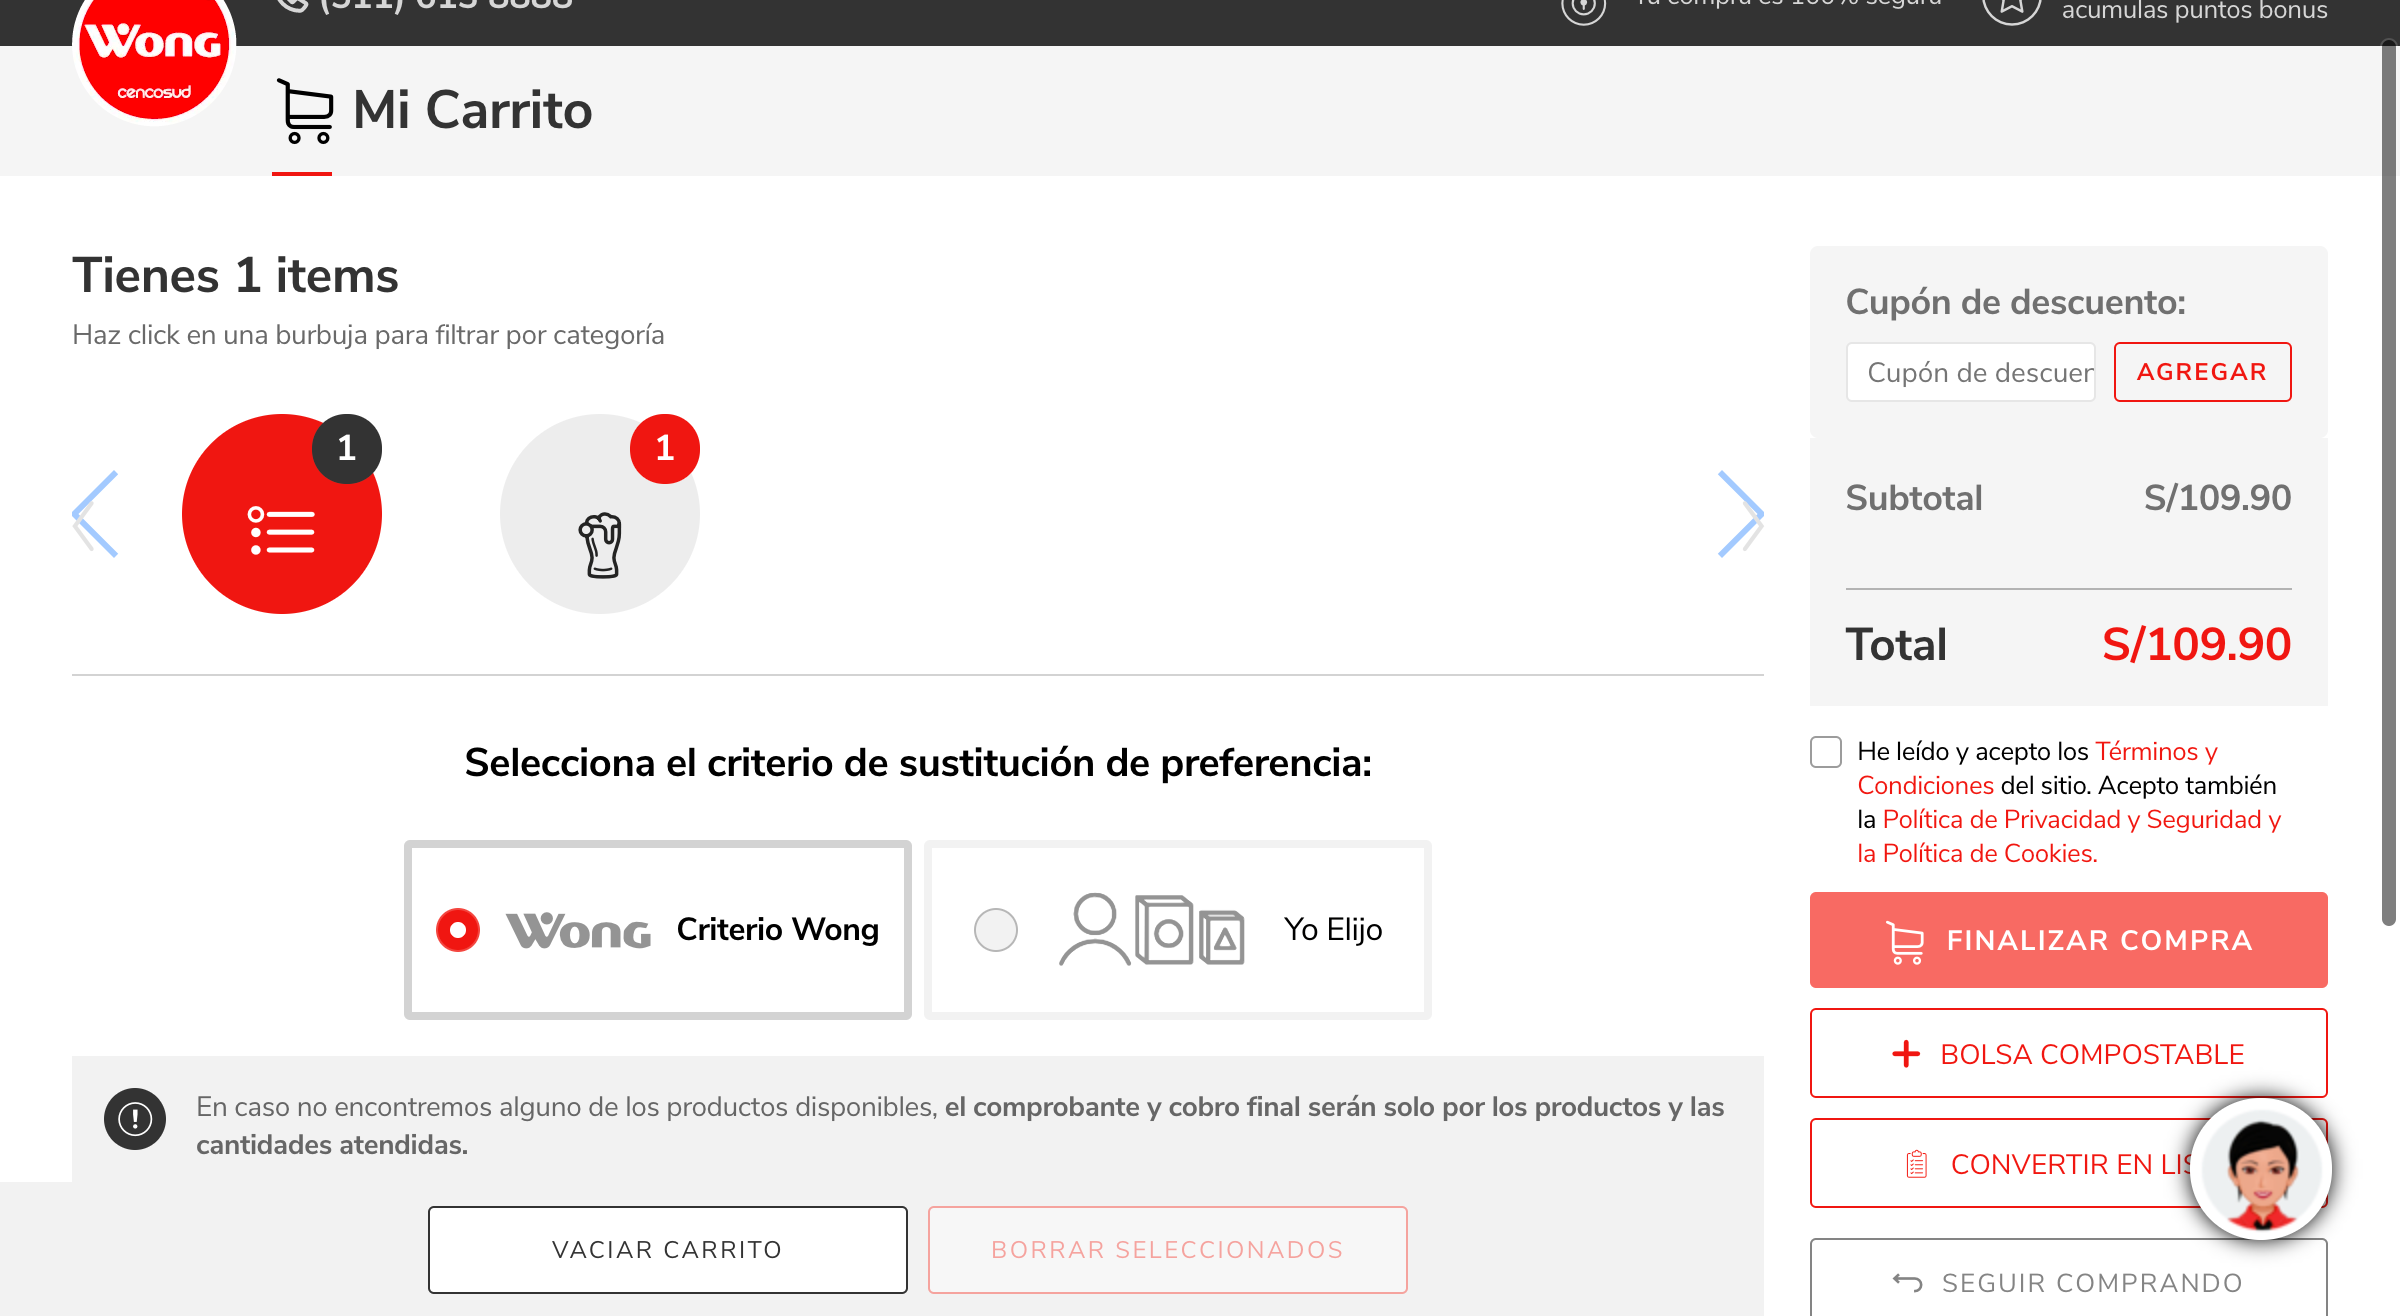 (511) 613 8888
Tu compra es 100% segura
acumulas puntos bonus
Wong
cencosud
Mi Carrito
Tienes 1 items
Haz click en una burbuja para filtrar por categoría
1
1
Cupón de descuento:
Cupón de descuen
AGREGAR
Subtotal
S/109.90
Total
S/109.90
Selecciona el criterio de sustitución de preferencia:
Wong
Criterio Wong
Yo Elijo
He leído y acepto los Términos y
Condiciones del sitio. Acepto también
la Política de Privacidad y Seguridad y
la Política de Cookies.
FINALIZAR COMPRA
BOLSA COMPOSTABLE
CONVERTIR EN LIS
SEGUIR COMPRANDO
En caso no encontremos alguno de los productos disponibles, el comprobante y cobro final serán solo por los productos y las
cantidades atendidas.
VACIAR CARRITO
BORRAR SELECCIONADOS